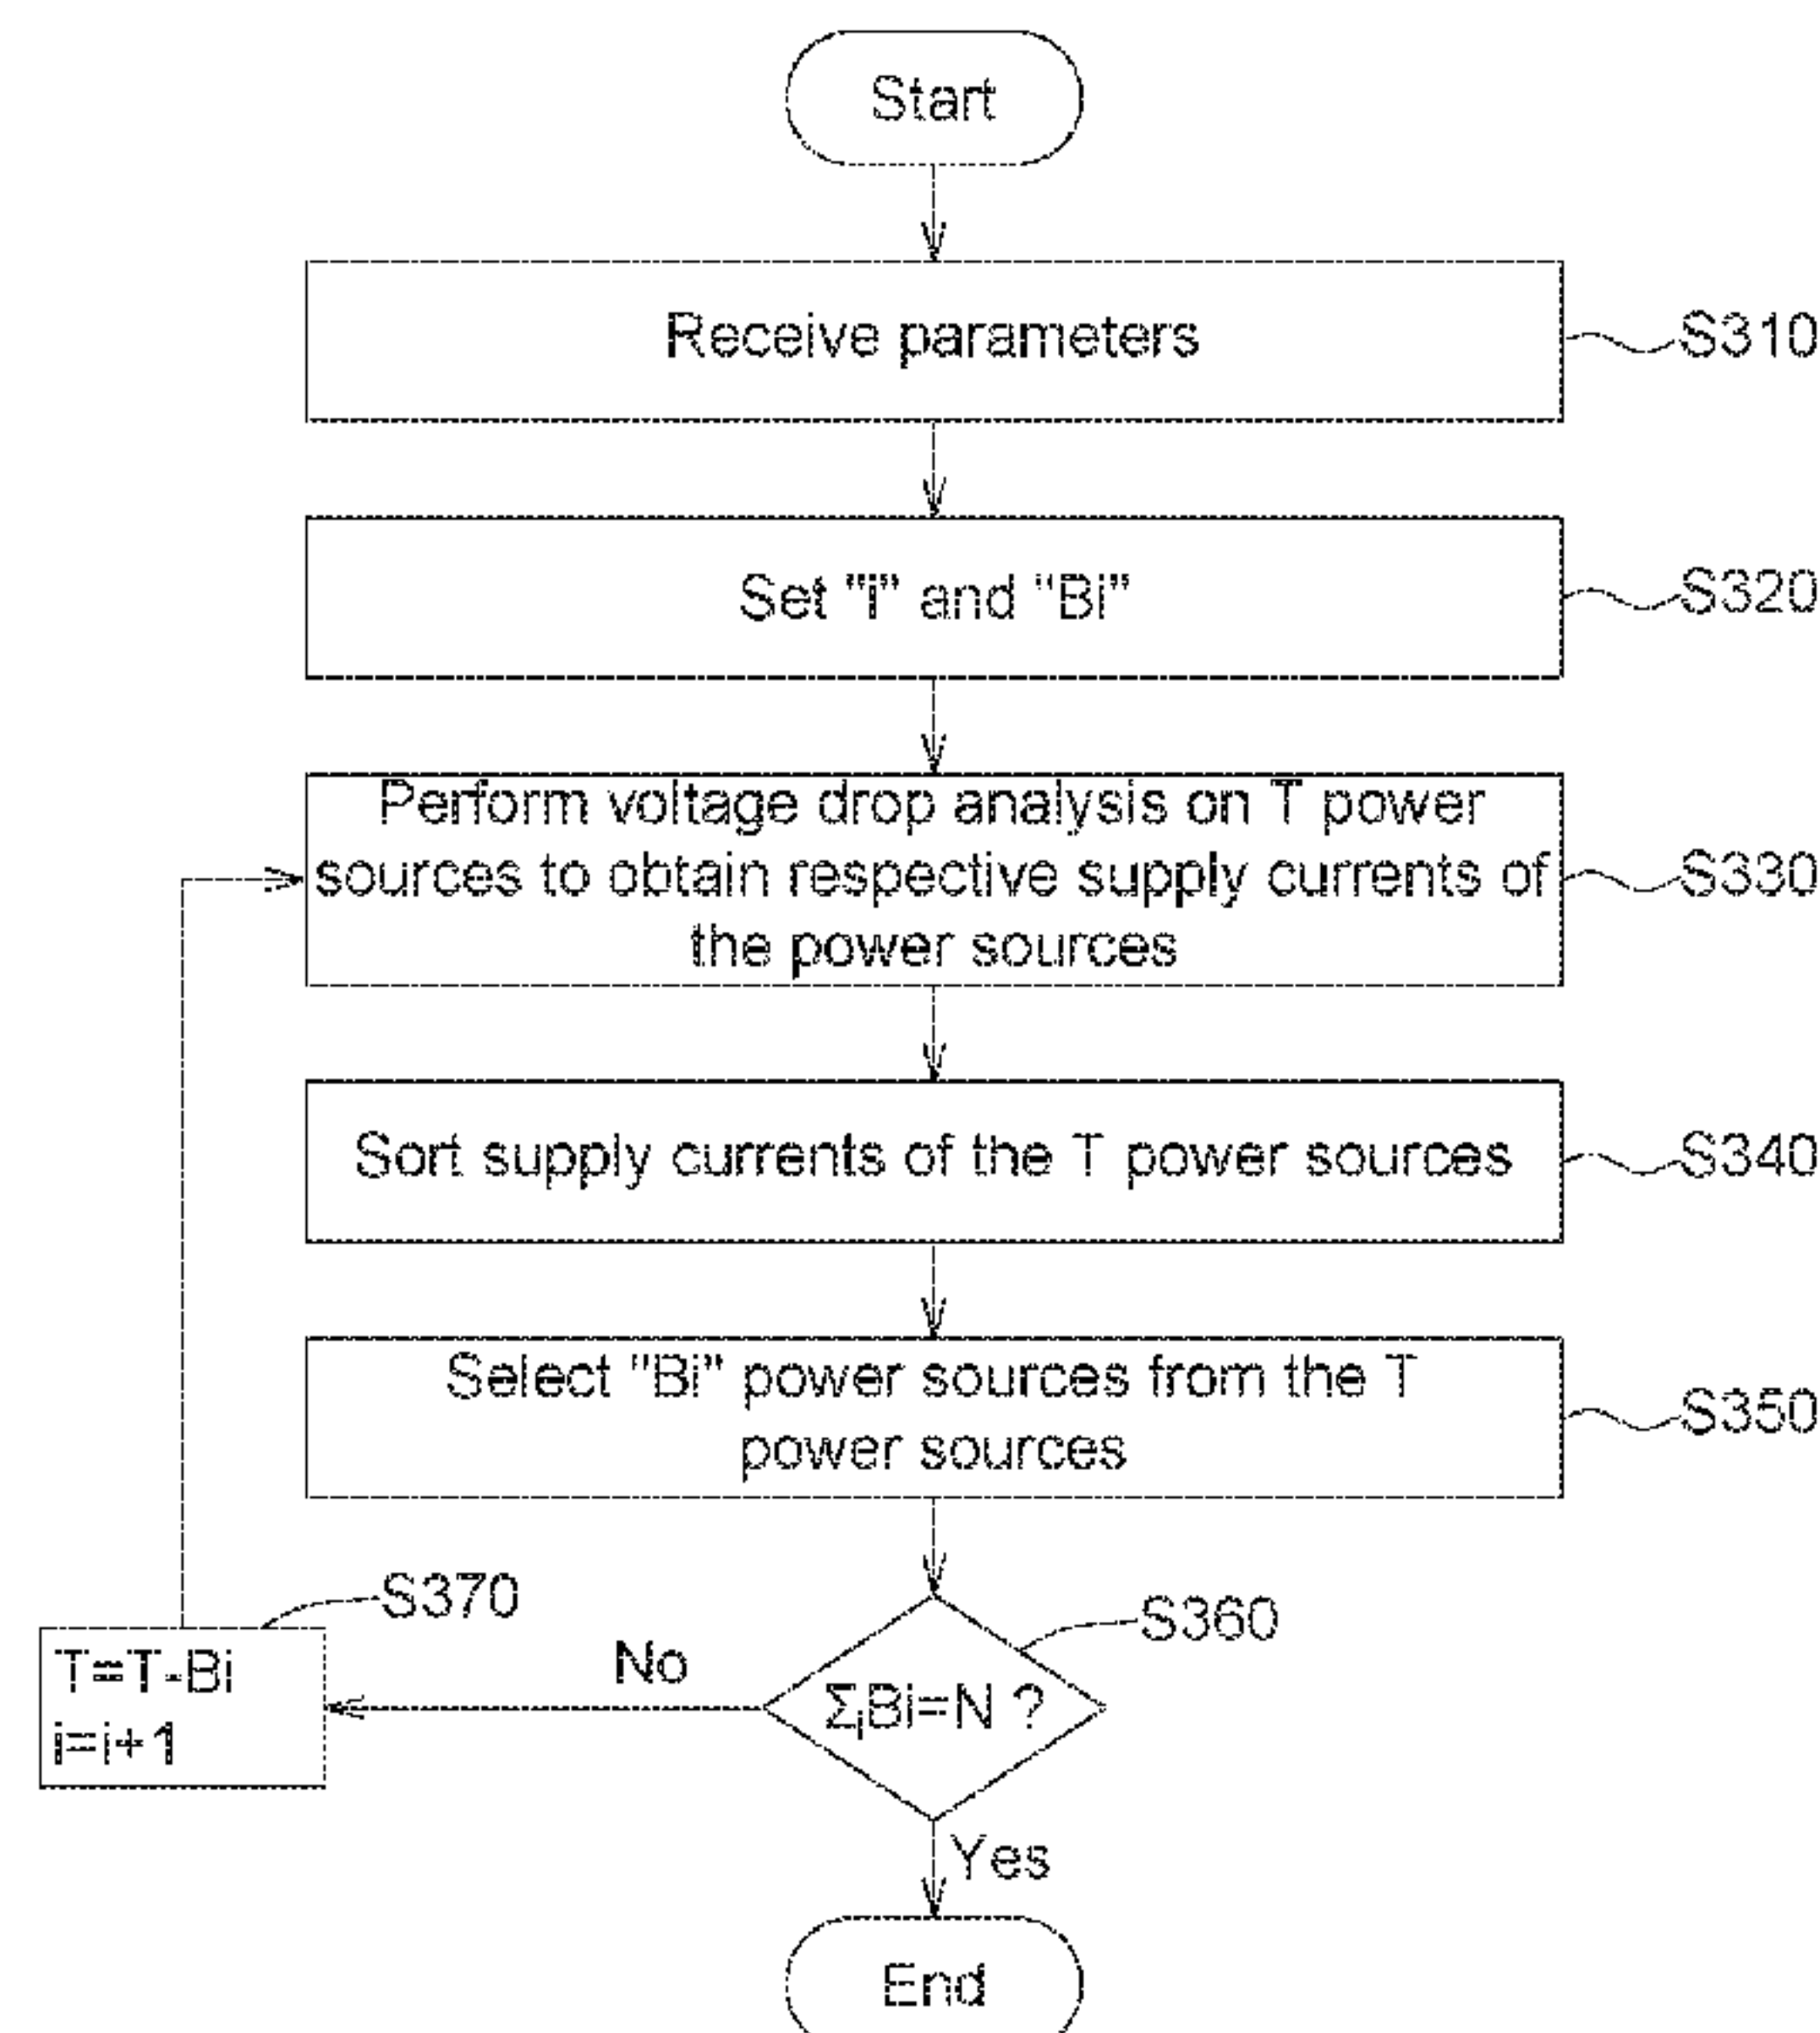 Start
Receive parameters
S310
Set "i" and "Bi"
S320
Perform voltage drop analysis on T power
sources to obtain respective supply currents of
the power sources
S330
Sort supply currents of the T power sources
S340
Select "Bi" power sources from the T
power sources
S350
S360
ΣᵢBi=N ?
No
S370
T=T-Bi
i=i+1
Yes
End